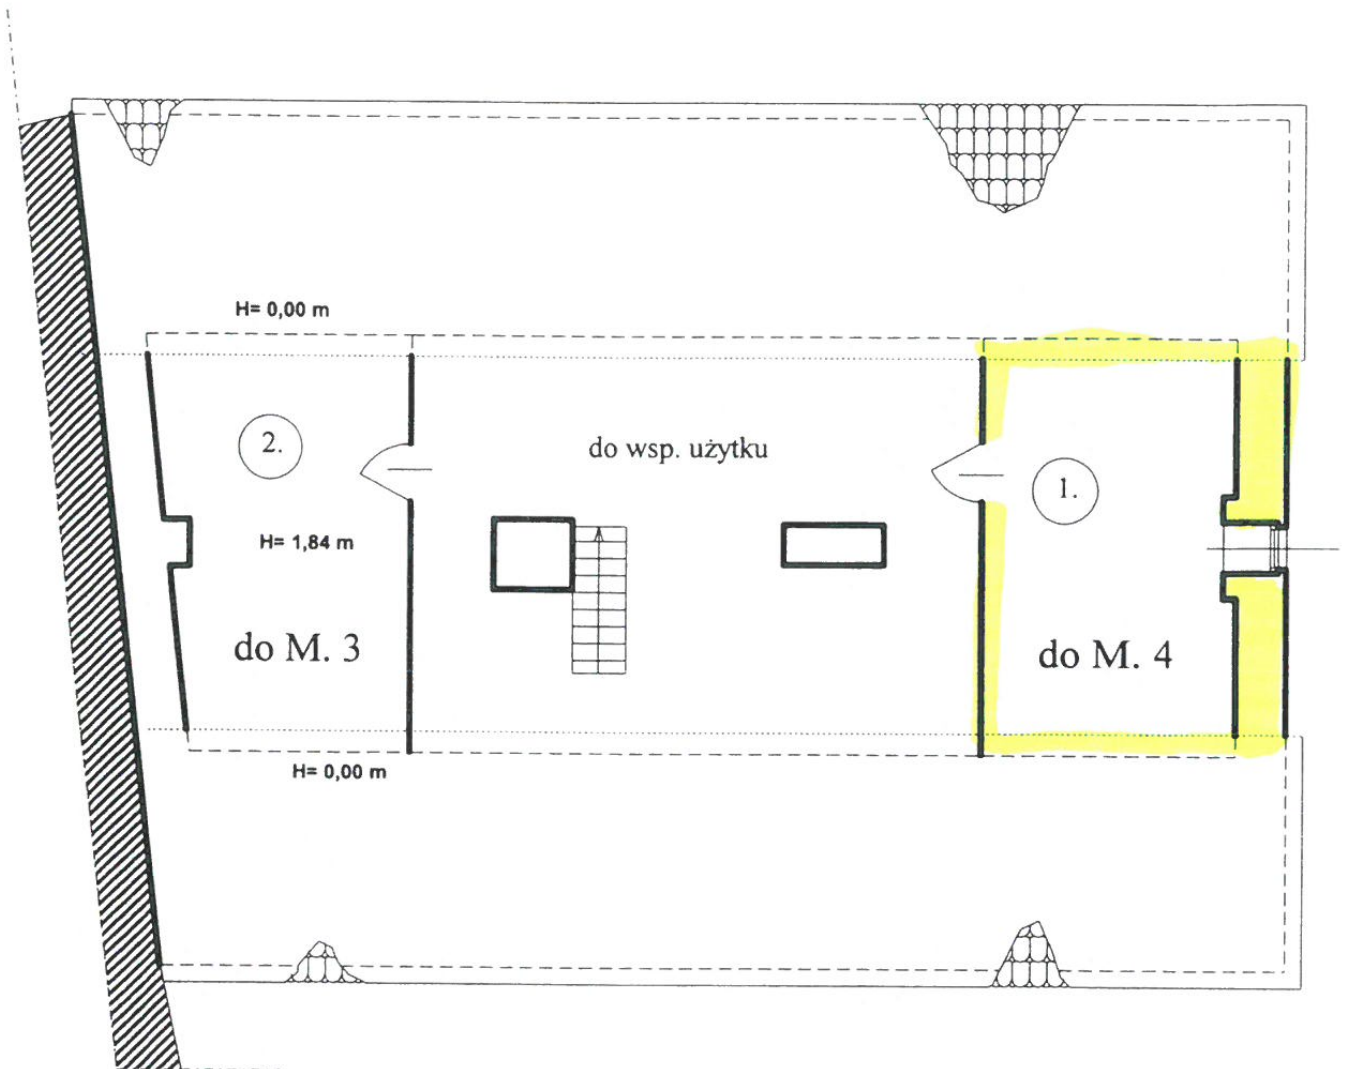 H= 0,00 m
2.
do wsp. użytku
1.
H= 1,84 m
do M. 3
do M. 4
H= 0,00 m